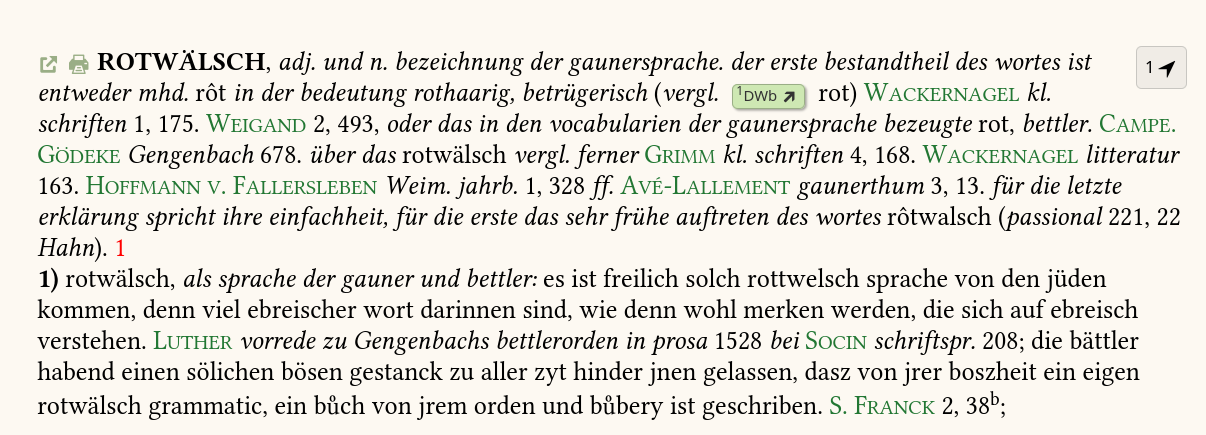 ROTWÄLSCH, adj. und n. bezeichnung der gaunersprache. der erste bestandtheil des wortes ist
1
entweder mhd. rôt in der bedeutung rothaarig, betrügerisch (vergl. ¹DWb rot) WACKERNAGEL kl.
schriften 1, 175. WEIGAND 2, 493, oder das in den vocabularien der gaunersprache bezeugte rot, bettler. CAMPE.
GÖDEKE Gengenbach 678. über das rotwälsch vergl. ferner GRIMM kl. schriften 4, 168. WACKERNAGEL litteratur
163. HOFFMANN V. FALLERSLEBEN Weim. jahrb. 1, 328 ff. AVÉ-LALLEMENT gaunerthum 3, 13. für die letzte
erklärung spricht ihre einfachheit, für die erste das sehr frühe auftreten des wortes rôtwalsch (passional 221, 22
Hahn). 1
1) rotwälsch, als sprache der gauner und bettler: es ist freilich solch rottwelsch sprache von den jüden
kommen, denn viel ebreischer wort darinnen sind, wie denn wohl merken werden, die sich auf ebreisch
verstehen. LUTHER vorrede zu Gengenbachs bettlerorden in prosa 1528 bei SOCIN schriftspr. 208; die bättler
habend einen sölichen bösen gestanck zu aller zyt hinder jnen gelassen, dasz von jrer boszheit ein eigen
rotwälsch grammatic, ein bůch von jrem orden und bůbery ist geschriben. S. FRANCK 2, 38ᵇ;